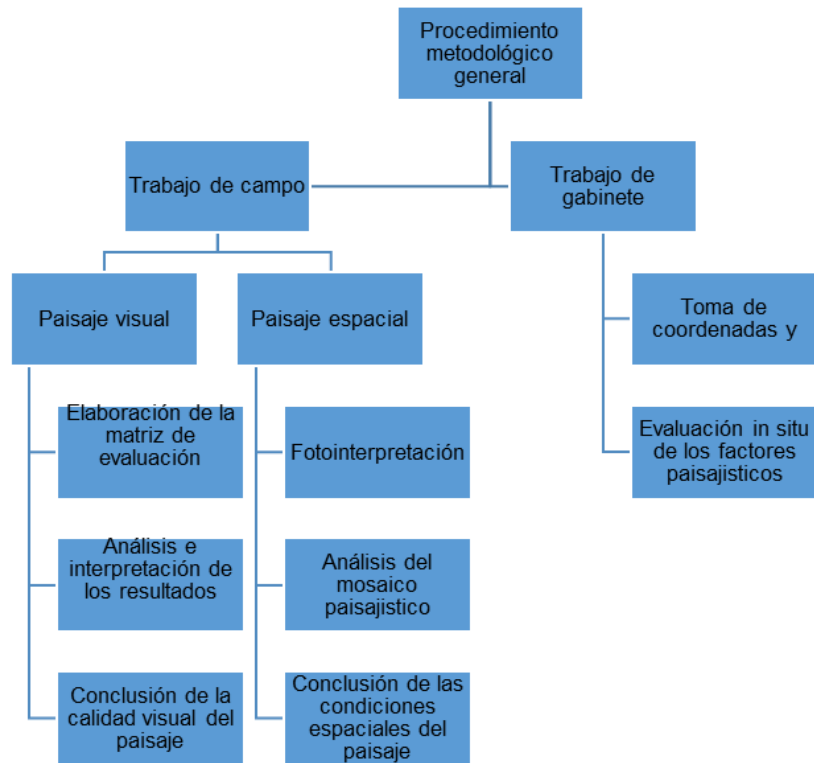 Procedimiento
metodológico
general
Trabajo de campo
Trabajo de
gabinete
Paisaje visual
Paisaje espacial
Toma de
coordenadas y
Elaboración de la
matriz de
evaluación
Fotointerpretación
Evaluación in situ
de los factores
paisajisticos
Análisis e
interpretación de
los resultados
Análisis del
mosaico
paisajistico
Conclusión de la
calidad visual del
paisaje
Conclusión de las
condiciones
espaciales del
paisaje